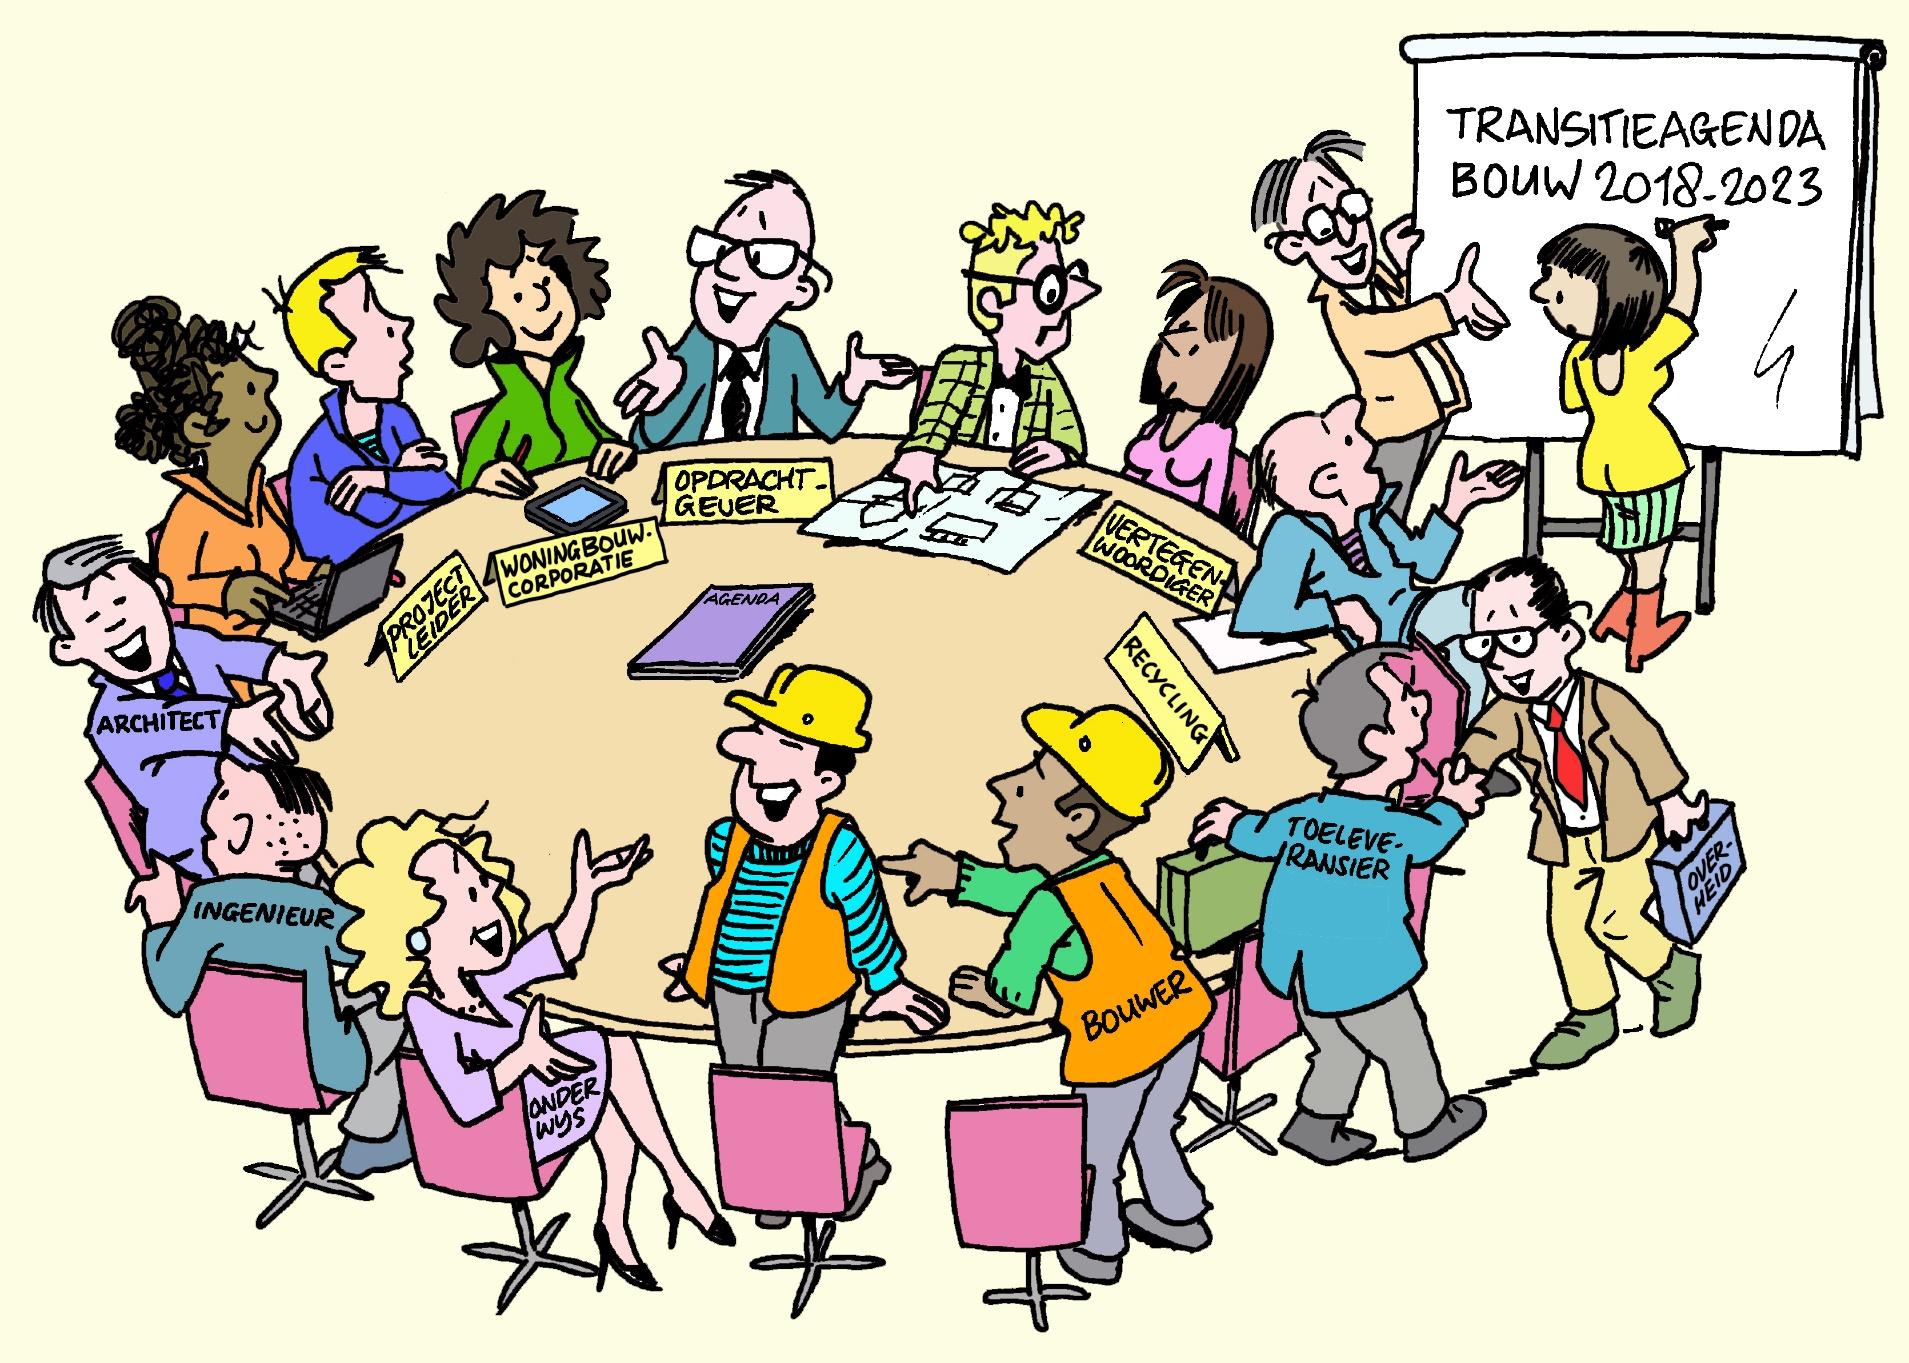 TRANSITIEAGENDA
BOUW 2018-2023
OPDRACHT-
GEVER
WONINGBOUW-
CORPORATIE
PROJECT
LEIDER
VERTEGEN-
WOORDIGER
AGENDA
RECYCLING
ARCHITECT
INGENIEUR
TOELEVE-
RANSIER
OVER-
HEID
BOUWER
ONDER
WIJS